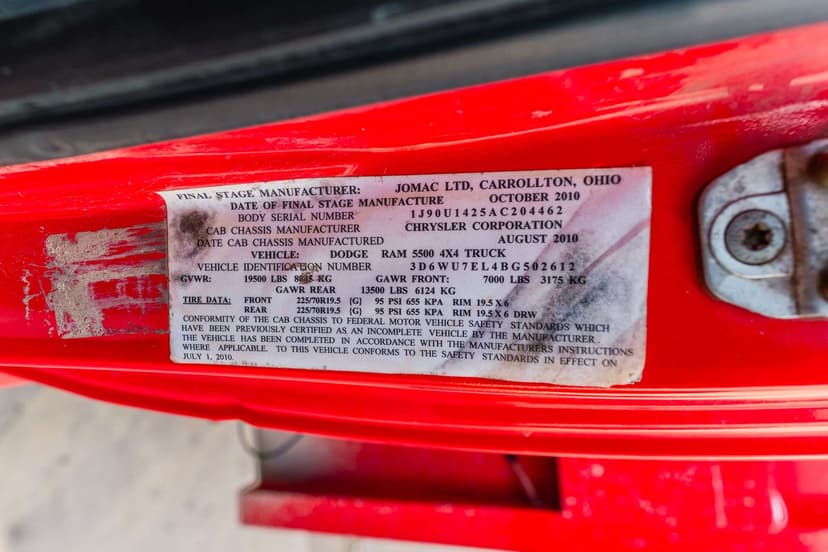 FINAL STAGE MANUFACTURER: JOMAC LTD, CARROLLTON, OHIO
DATE OF FINAL STAGE MANUFACTURE OCTOBER 2010
BODY SERIAL NUMBER 1J90U1425AC204462
CAB CHASSIS MANUFACTURER CHRYSLER CORPORATION
DATE CAB CHASSIS MANUFACTURED AUGUST 2010
VEHICLE: DODGE RAM 5500 4X4 TRUCK
VEHICLE IDENTIFICATION NUMBER 3D6WU7EL4BG502612
GVWR: 19500 LBS 8845 KG GAWR FRONT: 7000 LBS 3175 KG
GAWR REAR 13500 LBS 6124 KG
TIRE DATA: FRONT 225/70R19.5 (G) 95 PSI 655 KPA RIM 19.5 X 6
REAR 225/70R19.5 (G) 95 PSI 655 KPA RIM 19.5 X 6 DRW
CONFORMITY OF THE CAB CHASSIS TO FEDERAL MOTOR VEHICLE SAFETY STANDARDS WHICH
HAVE BEEN PREVIOUSLY CERTIFIED AS AN INCOMPLETE VEHICLE BY THE MANUFACTURER.
THE VEHICLE HAS BEEN COMPLETED IN ACCORDANCE WITH THE MANUFACTURERS INSTRUCTIONS
WHERE APPLICABLE. TO THIS VEHICLE CONFORMS TO THE SAFETY STANDARDS IN EFFECT ON
JULY 1, 2010.